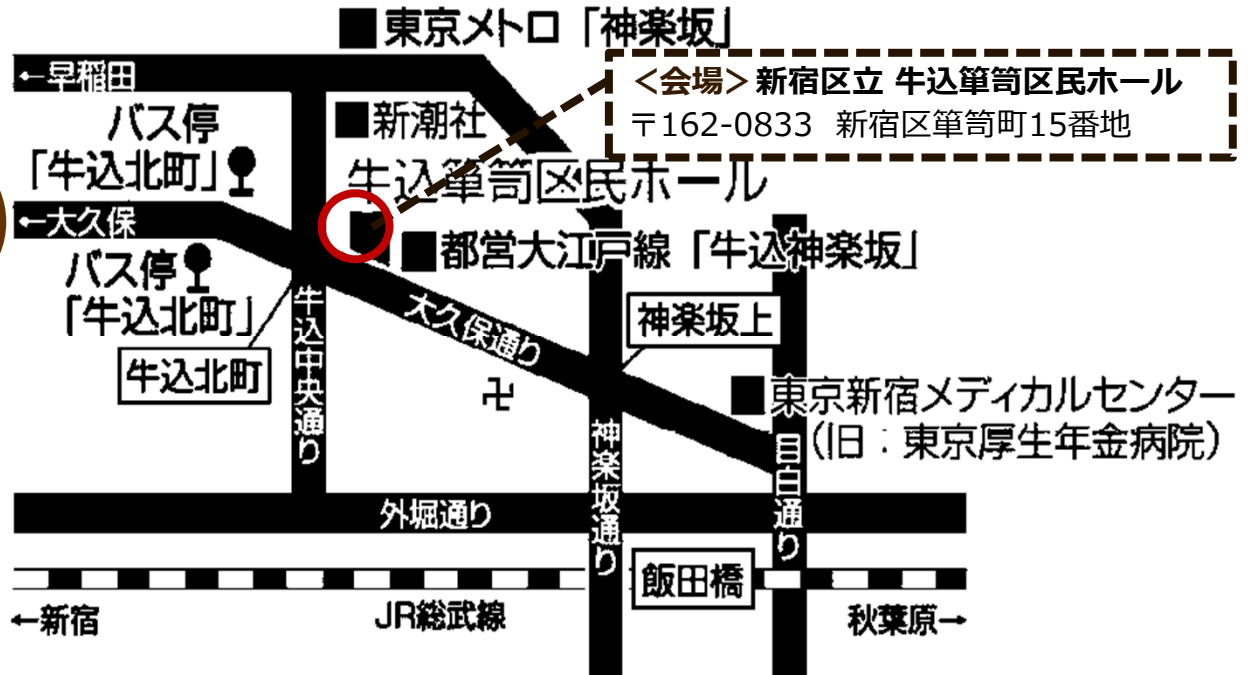 ■東京メトロ「神楽坂」
←早稲田
<会場>新宿区立 牛込簞笥区民ホール
〒162-0833 新宿区簞笥町15番地
バス停
「牛込北町」
■新潮社
牛込簞笥区民ホール
←大久保
■都営大江戸線「牛込神楽坂」
バス停
「牛込北町」
牛込北町
牛込中央通り
大久保通り
神楽坂上
卍
■東京新宿メディカルセンター
(旧:東京厚生年金病院)
神楽坂通り
目白通り
外堀通り
飯田橋
←新宿
JR総武線
秋葉原→